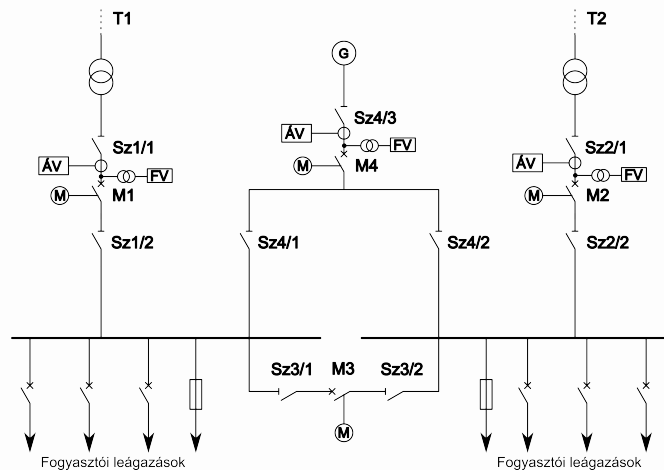 T1
T2
G
Sz4/3
ÁV
FV
M
M4
Sz1/1
ÁV
FV
M
M1
Sz1/2
Sz2/1
ÁV
FV
M
M2
Sz2/2
Sz4/1
Sz4/2
Sz3/1
M3
Sz3/2
M
Fogyasztói leágazások
Fogyasztói leágazások